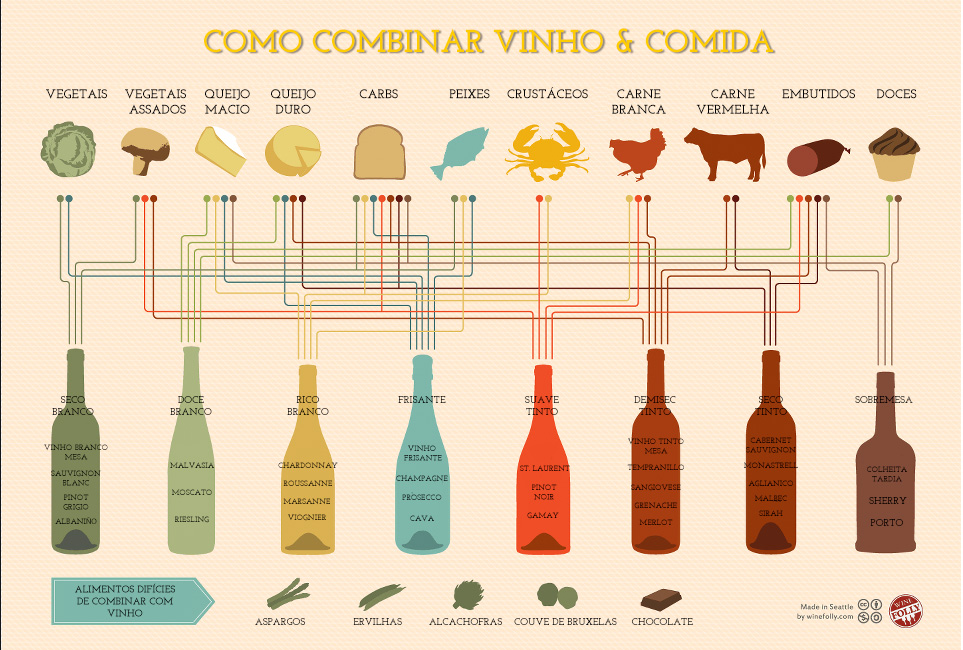 COMO COMBINAR VINHO & COMIDA
VEGETAIS
VEGETAIS
ASSADOS
QUEIJO
MACIO
QUEIJO
DURO
CARBS
PEIXES
CRUSTÁCEOS
CARNE
BRANCA
CARNE
VERMELHA
EMBUTIDOS
DOCES
SECO
BRANCO
VINHO BRANCO
MESA
SAUVIGNON
BLANC
PINOT
GRIGIO
ALBANIÑO
DOCE
BRANCO
MALVASIA
MOSCATO
RIESLING
RICO
BRANCO
CHARDONNAY
ROUSSANNE
MARSANNE
VIOGNIER
FRISANTE
VINHO
FRISANTE
CHAMPAGNE
PROSECCO
CAVA
SUAVE
TINTO
ST. LAURENT
PINOT
NOIR
GAMAY
DEMISEC
TINTO
VINHO TINTO
MESA
TEMPRANILLO
SANGIOVESE
GRENACHE
MERLOT
SECO
TINTO
CABERNET
SAUVIGNON
MONASTRELL
AGLIANICO
MALBEC
SIRAH
SOBREMESA
COLHEITA
TARDIA
SHERRY
PORTO
ALIMENTOS DIFÍCIES
DE COMBINAR COM
VINHO
ASPARGOS
ERVILHAS
ALCACHOFRAS
COUVE DE BRUXELAS
CHOCOLATE
Made in Seattle
by winefolly.com
WINE
FOLLY